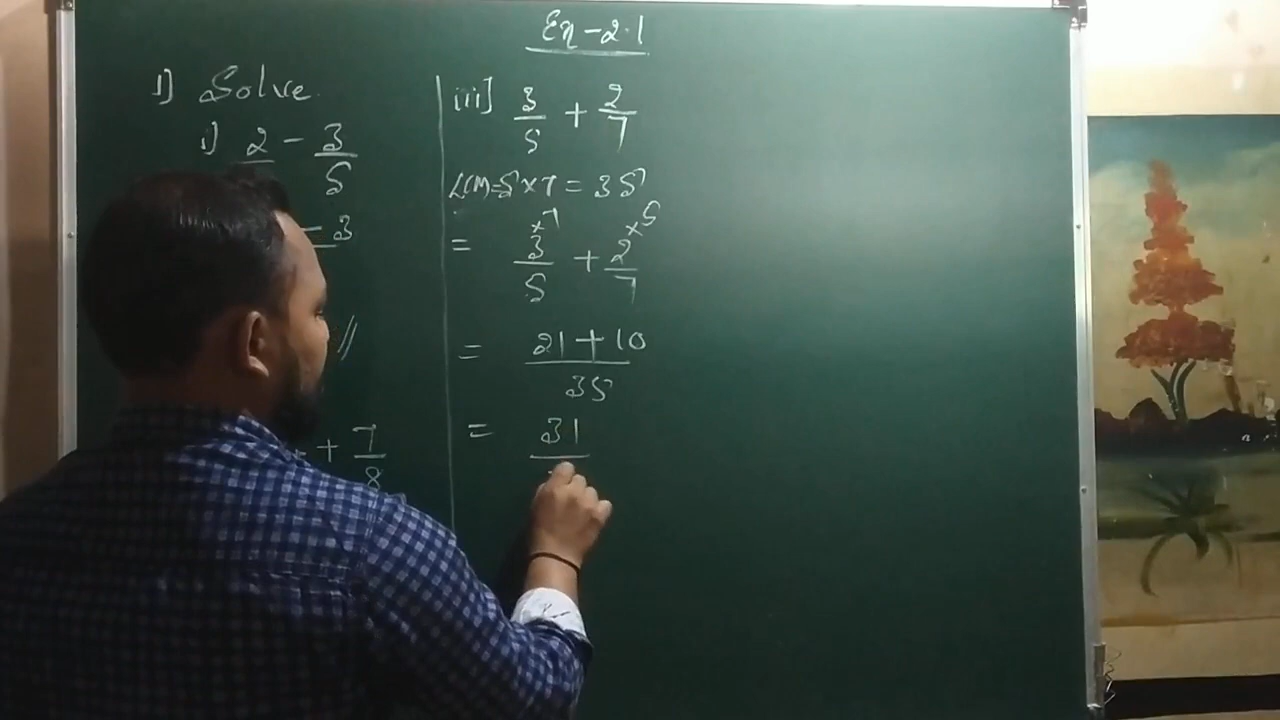 Ex-2.1
1] Solve.
i) 2 - 3/5
- 3
//
+ 7/8
iii] 3/5 + 2/7
LCM=5×7 = 35
= 3×7/5 + 2×5/7
= 21+10/35
= 31